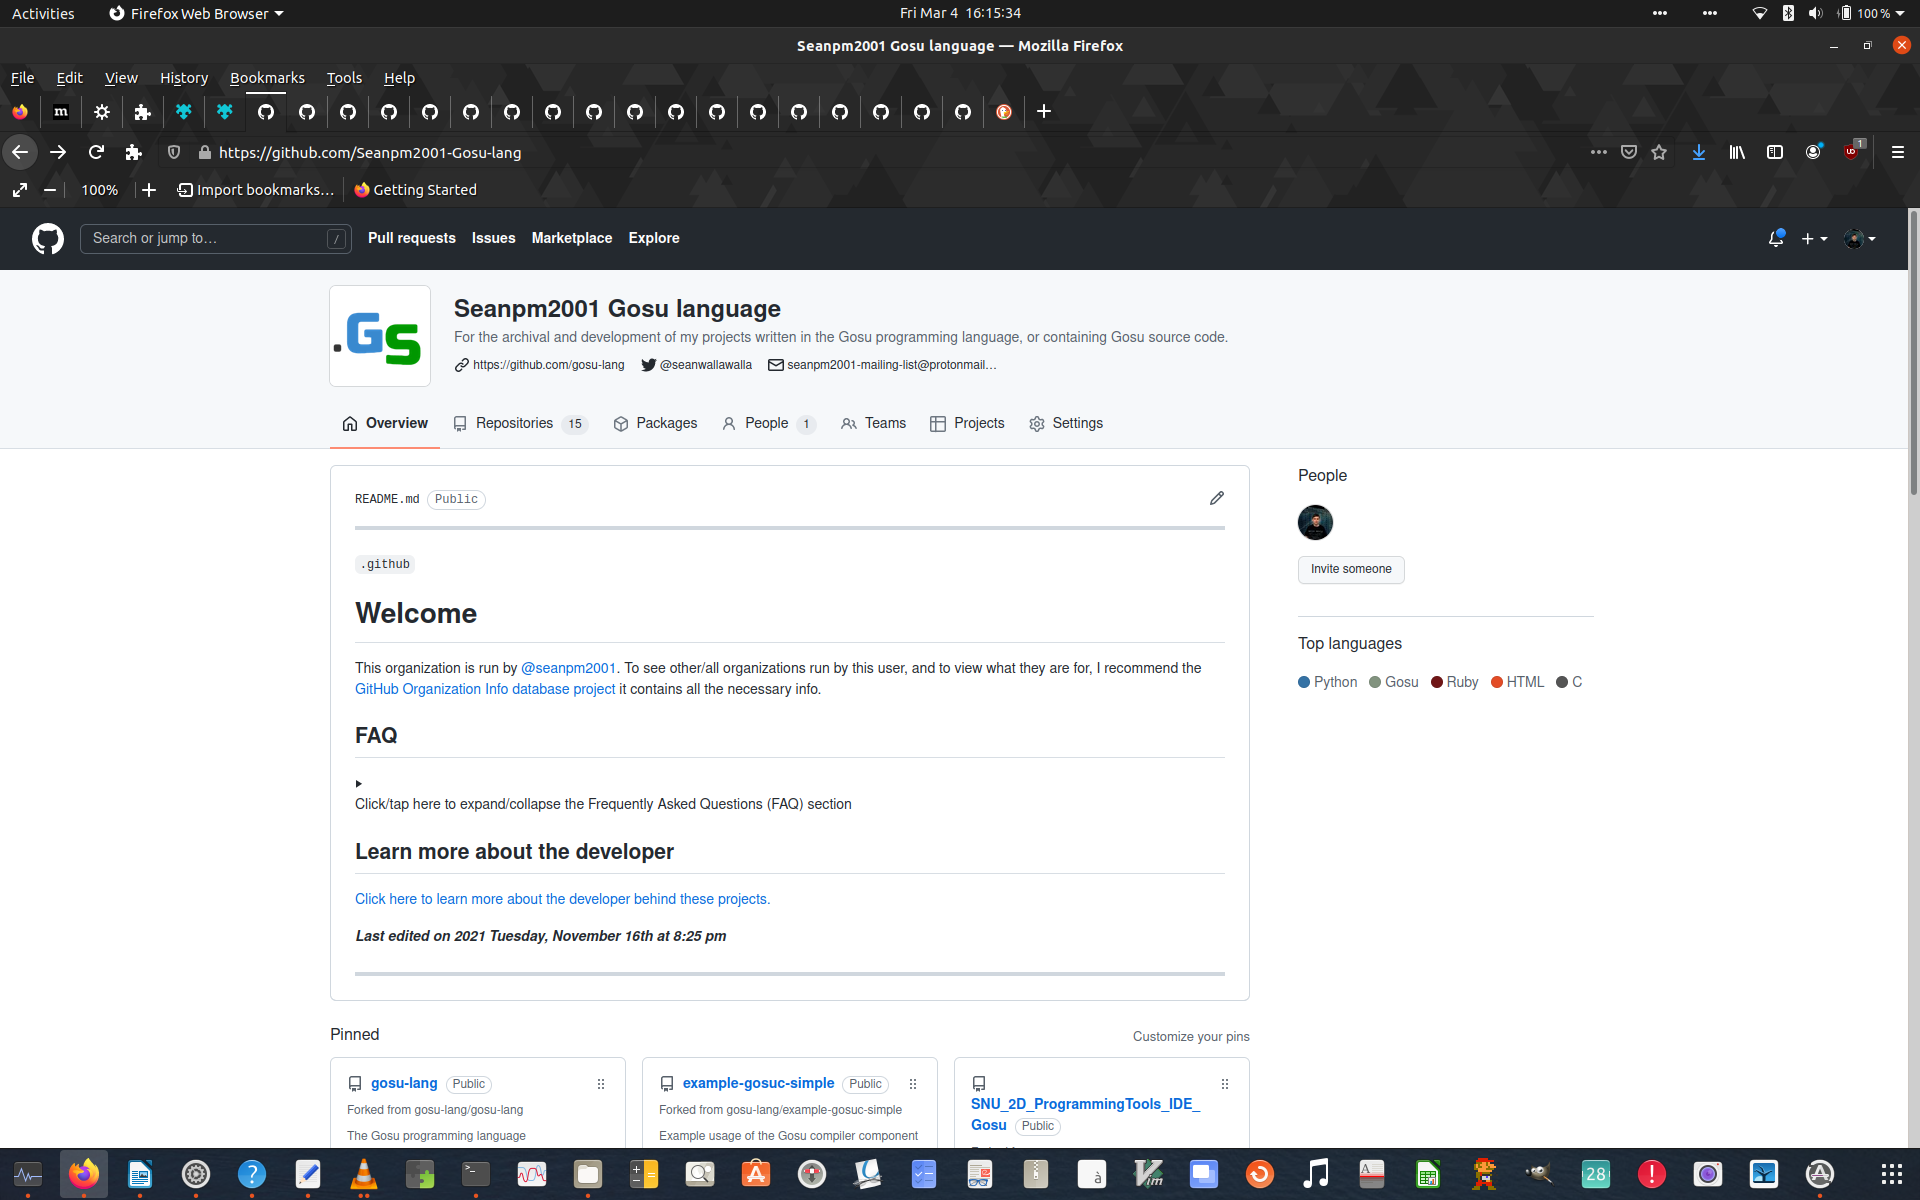 Activities
Firefox Web Browser
Fri Mar 4 16:15:34
100 %
Seanpm2001 Gosu language — Mozilla Firefox
File Edit View History Bookmarks Tools Help
m
https://github.com/Seanpm2001-Gosu-lang
1
100%
Import bookmarks…
Getting Started
Search or jump to…
/
Pull requests Issues Marketplace Explore
.GS
Seanpm2001 Gosu language
For the archival and development of my projects written in the Gosu programming language, or containing Gosu source code.
https://github.com/gosu-lang
@seanwallawalla
seanpm2001-mailing-list@protonmail…
Overview
Repositories 15
Packages
People 1
Teams
Projects
Settings
README.md Public
.github
Welcome
This organization is run by @seanpm2001. To see other/all organizations run by this user, and to view what they are for, I recommend the
GitHub Organization Info database project it contains all the necessary info.
FAQ
Click/tap here to expand/collapse the Frequently Asked Questions (FAQ) section
Learn more about the developer
Click here to learn more about the developer behind these projects.
Last edited on 2021 Tuesday, November 16th at 8:25 pm
People
Invite someone
Top languages
Python Gosu Ruby HTML C
Pinned
Customize your pins
gosu-lang Public
Forked from gosu-lang/gosu-lang
The Gosu programming language
example-gosuc-simple Public
Forked from gosu-lang/example-gosuc-simple
Example usage of the Gosu compiler component
SNU_2D_ProgrammingTools_IDE_
Gosu Public
28